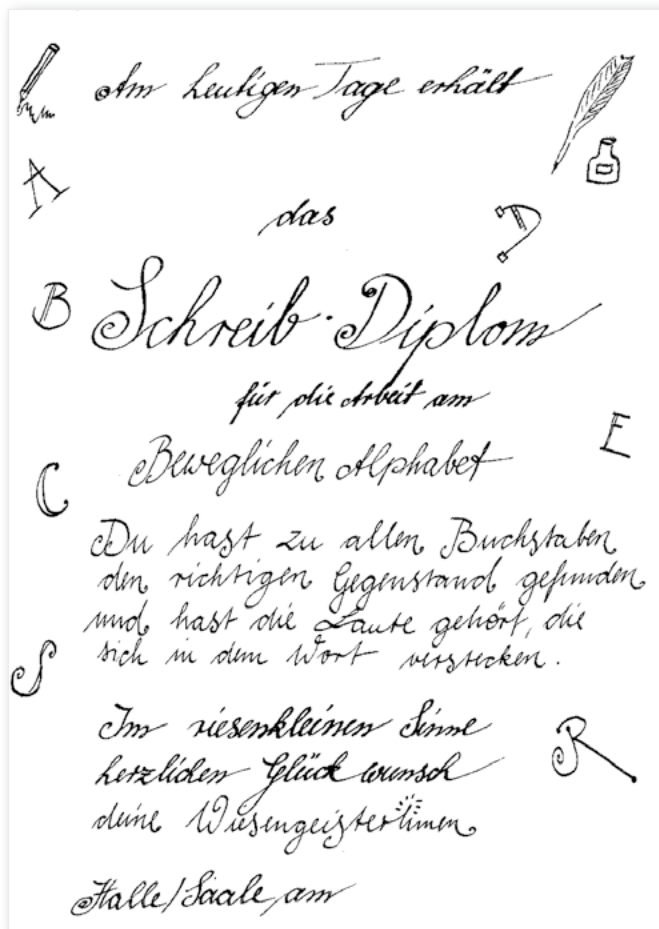 Am heutigen Tage erhält
A
das
D
B
Schreib-Diplom
für die Arbeit am
E
Beweglichen Alphabet
C
Du hast zu allen Buchstaben
den richtigen Gegenstand gefunden
und hast die Laute gehört, die
sich in dem Wort verstecken.
S
Im riesenkleinen Sinne
R
herzlichen Glückwunsch
deine Wiesengeisterinnen
Halle/Saale, am